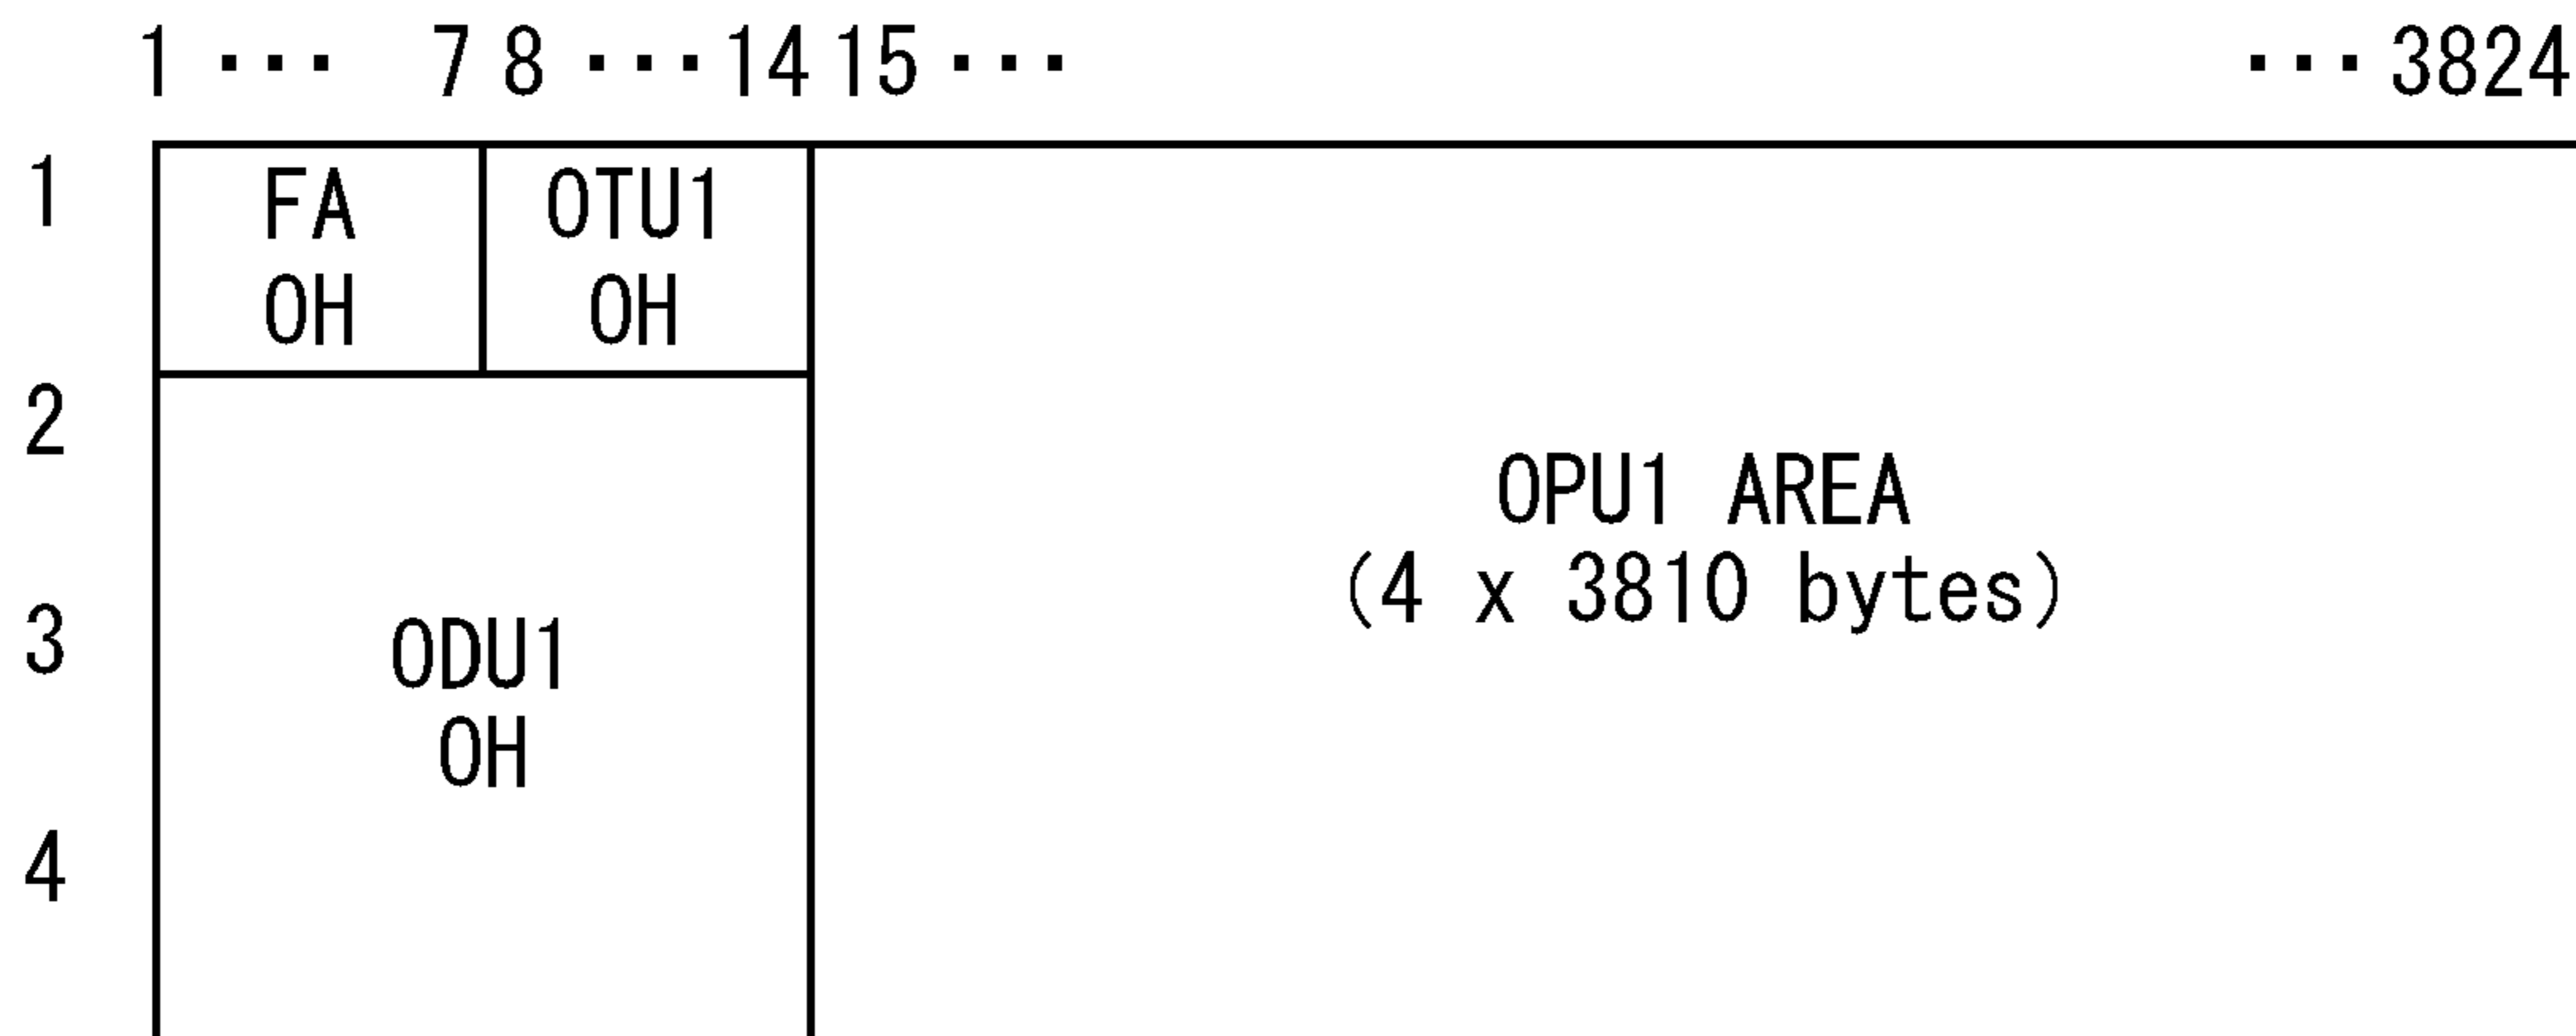 1 ··· 7 8 ···14 15 ··· ···3824
1
FA
OH
OTU1
OH
2
3
4
ODU1
OH
OPU1 AREA
(4 x 3810 bytes)